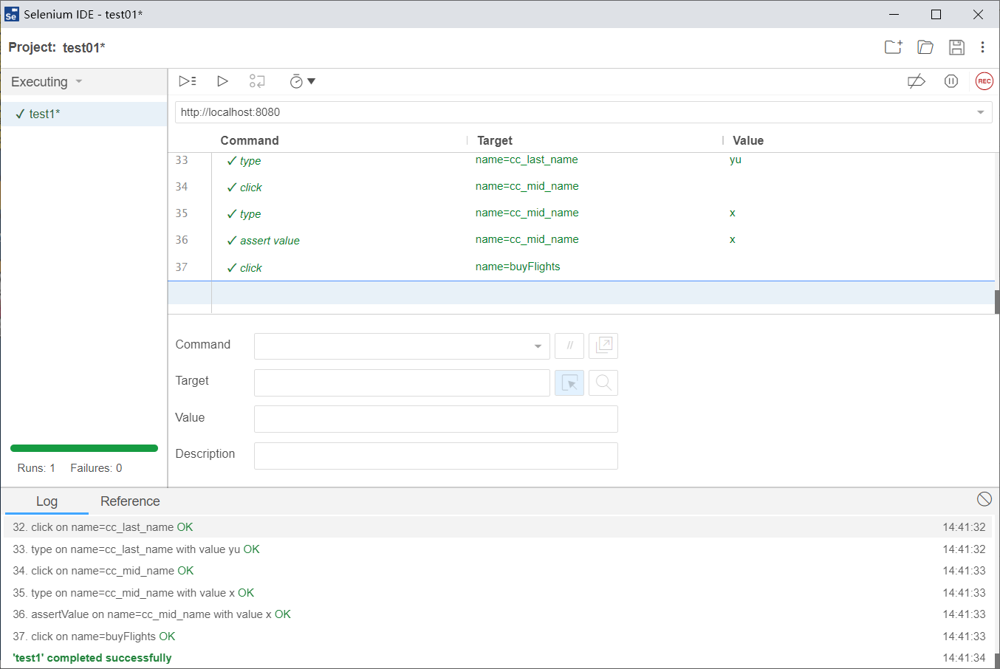 Se Selenium IDE - test01*
Project: test01*
Executing
✓ test1*
Runs: 1 Failures: 0
REC
http://localhost:8080
Command Target Value
33 ✓ type name=cc_last_name yu
34 ✓ click name=cc_mid_name
35 ✓ type name=cc_mid_name x
36 ✓ assert value name=cc_mid_name x
37 ✓ click name=buyFlights
Command //
Target
Value
Description
Log Reference
32. click on name=cc_last_name OK 14:41:32
33. type on name=cc_last_name with value yu OK 14:41:32
34. click on name=cc_mid_name OK 14:41:33
35. type on name=cc_mid_name with value x OK 14:41:33
36. assertValue on name=cc_mid_name with value x OK 14:41:33
37. click on name=buyFlights OK 14:41:33
'test1' completed successfully 14:41:34